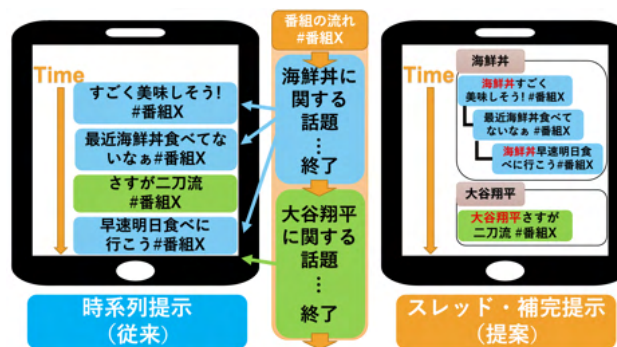 Time
すごく美味しそう!
#番組X
最近海鮮丼食べてな
いなぁ#番組X
さすが二刀流
#番組X
早速明日食べに
行こう#番組X
時系列提示
(従来)
番組の流れ
#番組X
海鮮丼に
関する
話題
…
終了
大谷翔平
に関する
話題
…
終了
Time
海鮮丼
海鮮丼すごく
美味しそう! #番組X
最近海鮮丼食べて
ないなぁ #番組X
海鮮丼早速明日食
べに行こう#番組X
大谷翔平
大谷翔平さすが
二刀流 #番組X
スレッド・補完提示
(提案)